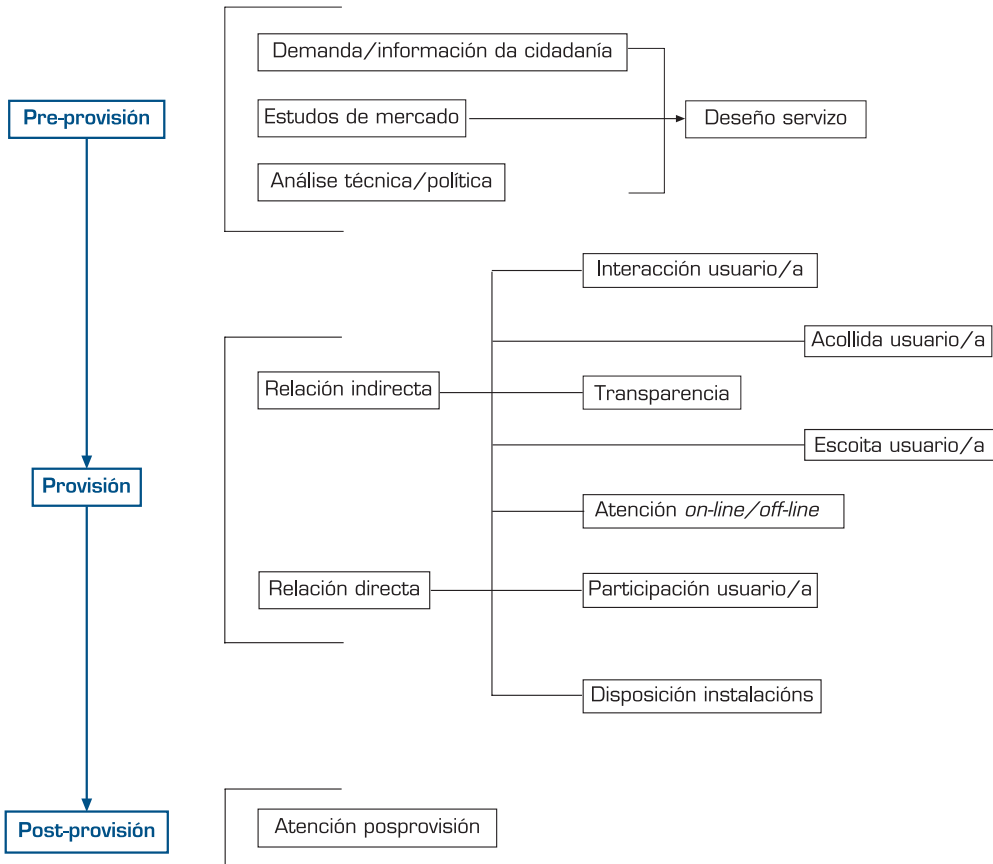 Demanda/información da cidadanía
Pre-provisión
Estudos de mercado
Deseño servizo
Análise técnica/política
Interacción usuario/a
Acollida usuario/a
Relación indirecta
Transparencia
Escoita usuario/a
Provisión
Atención on-line/off-line
Relación directa
Participación usuario/a
Disposición instalacións
Post-provisión
Atención posprovisión